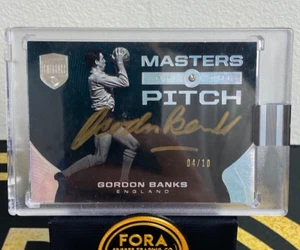 MASTERS
PITCH
Gordon Banks
04/10
GORDON BANKS
ENGLAND
FORA